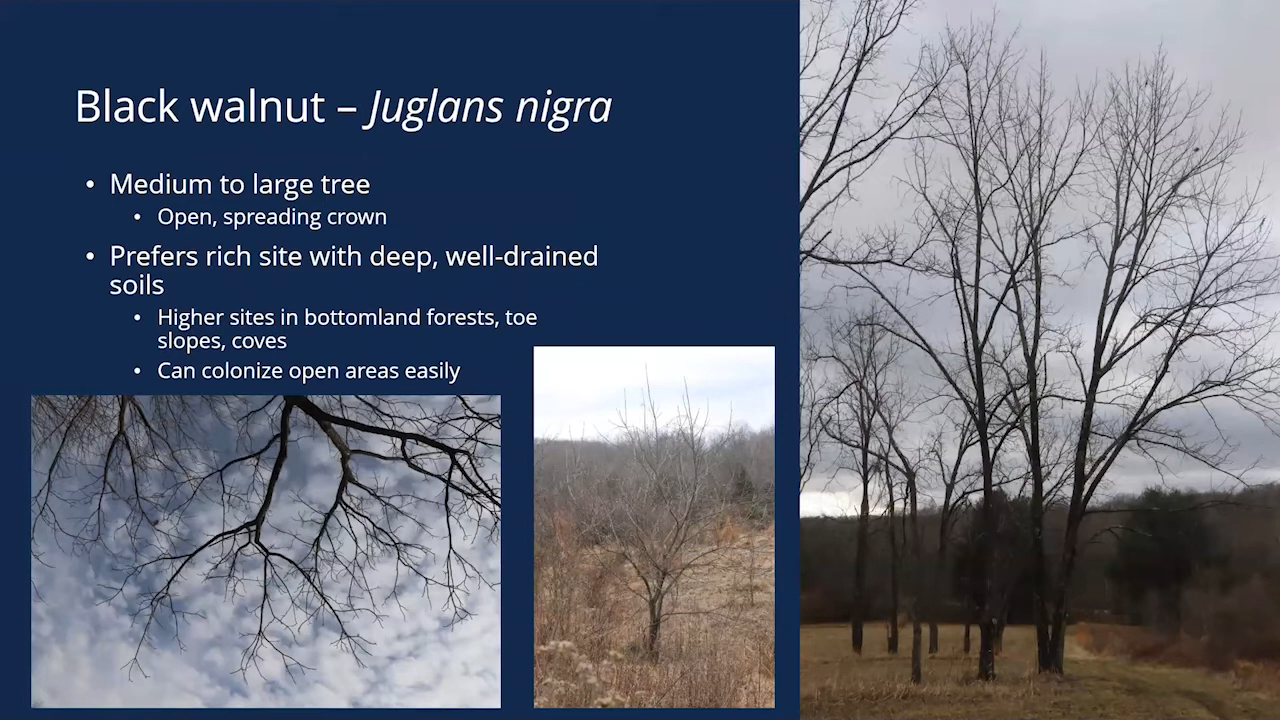 Black walnut – Juglans nigra
• Medium to large tree
• Open, spreading crown
• Prefers rich site with deep, well-drained
soils
• Higher sites in bottomland forests, toe
slopes, coves
• Can colonize open areas easily